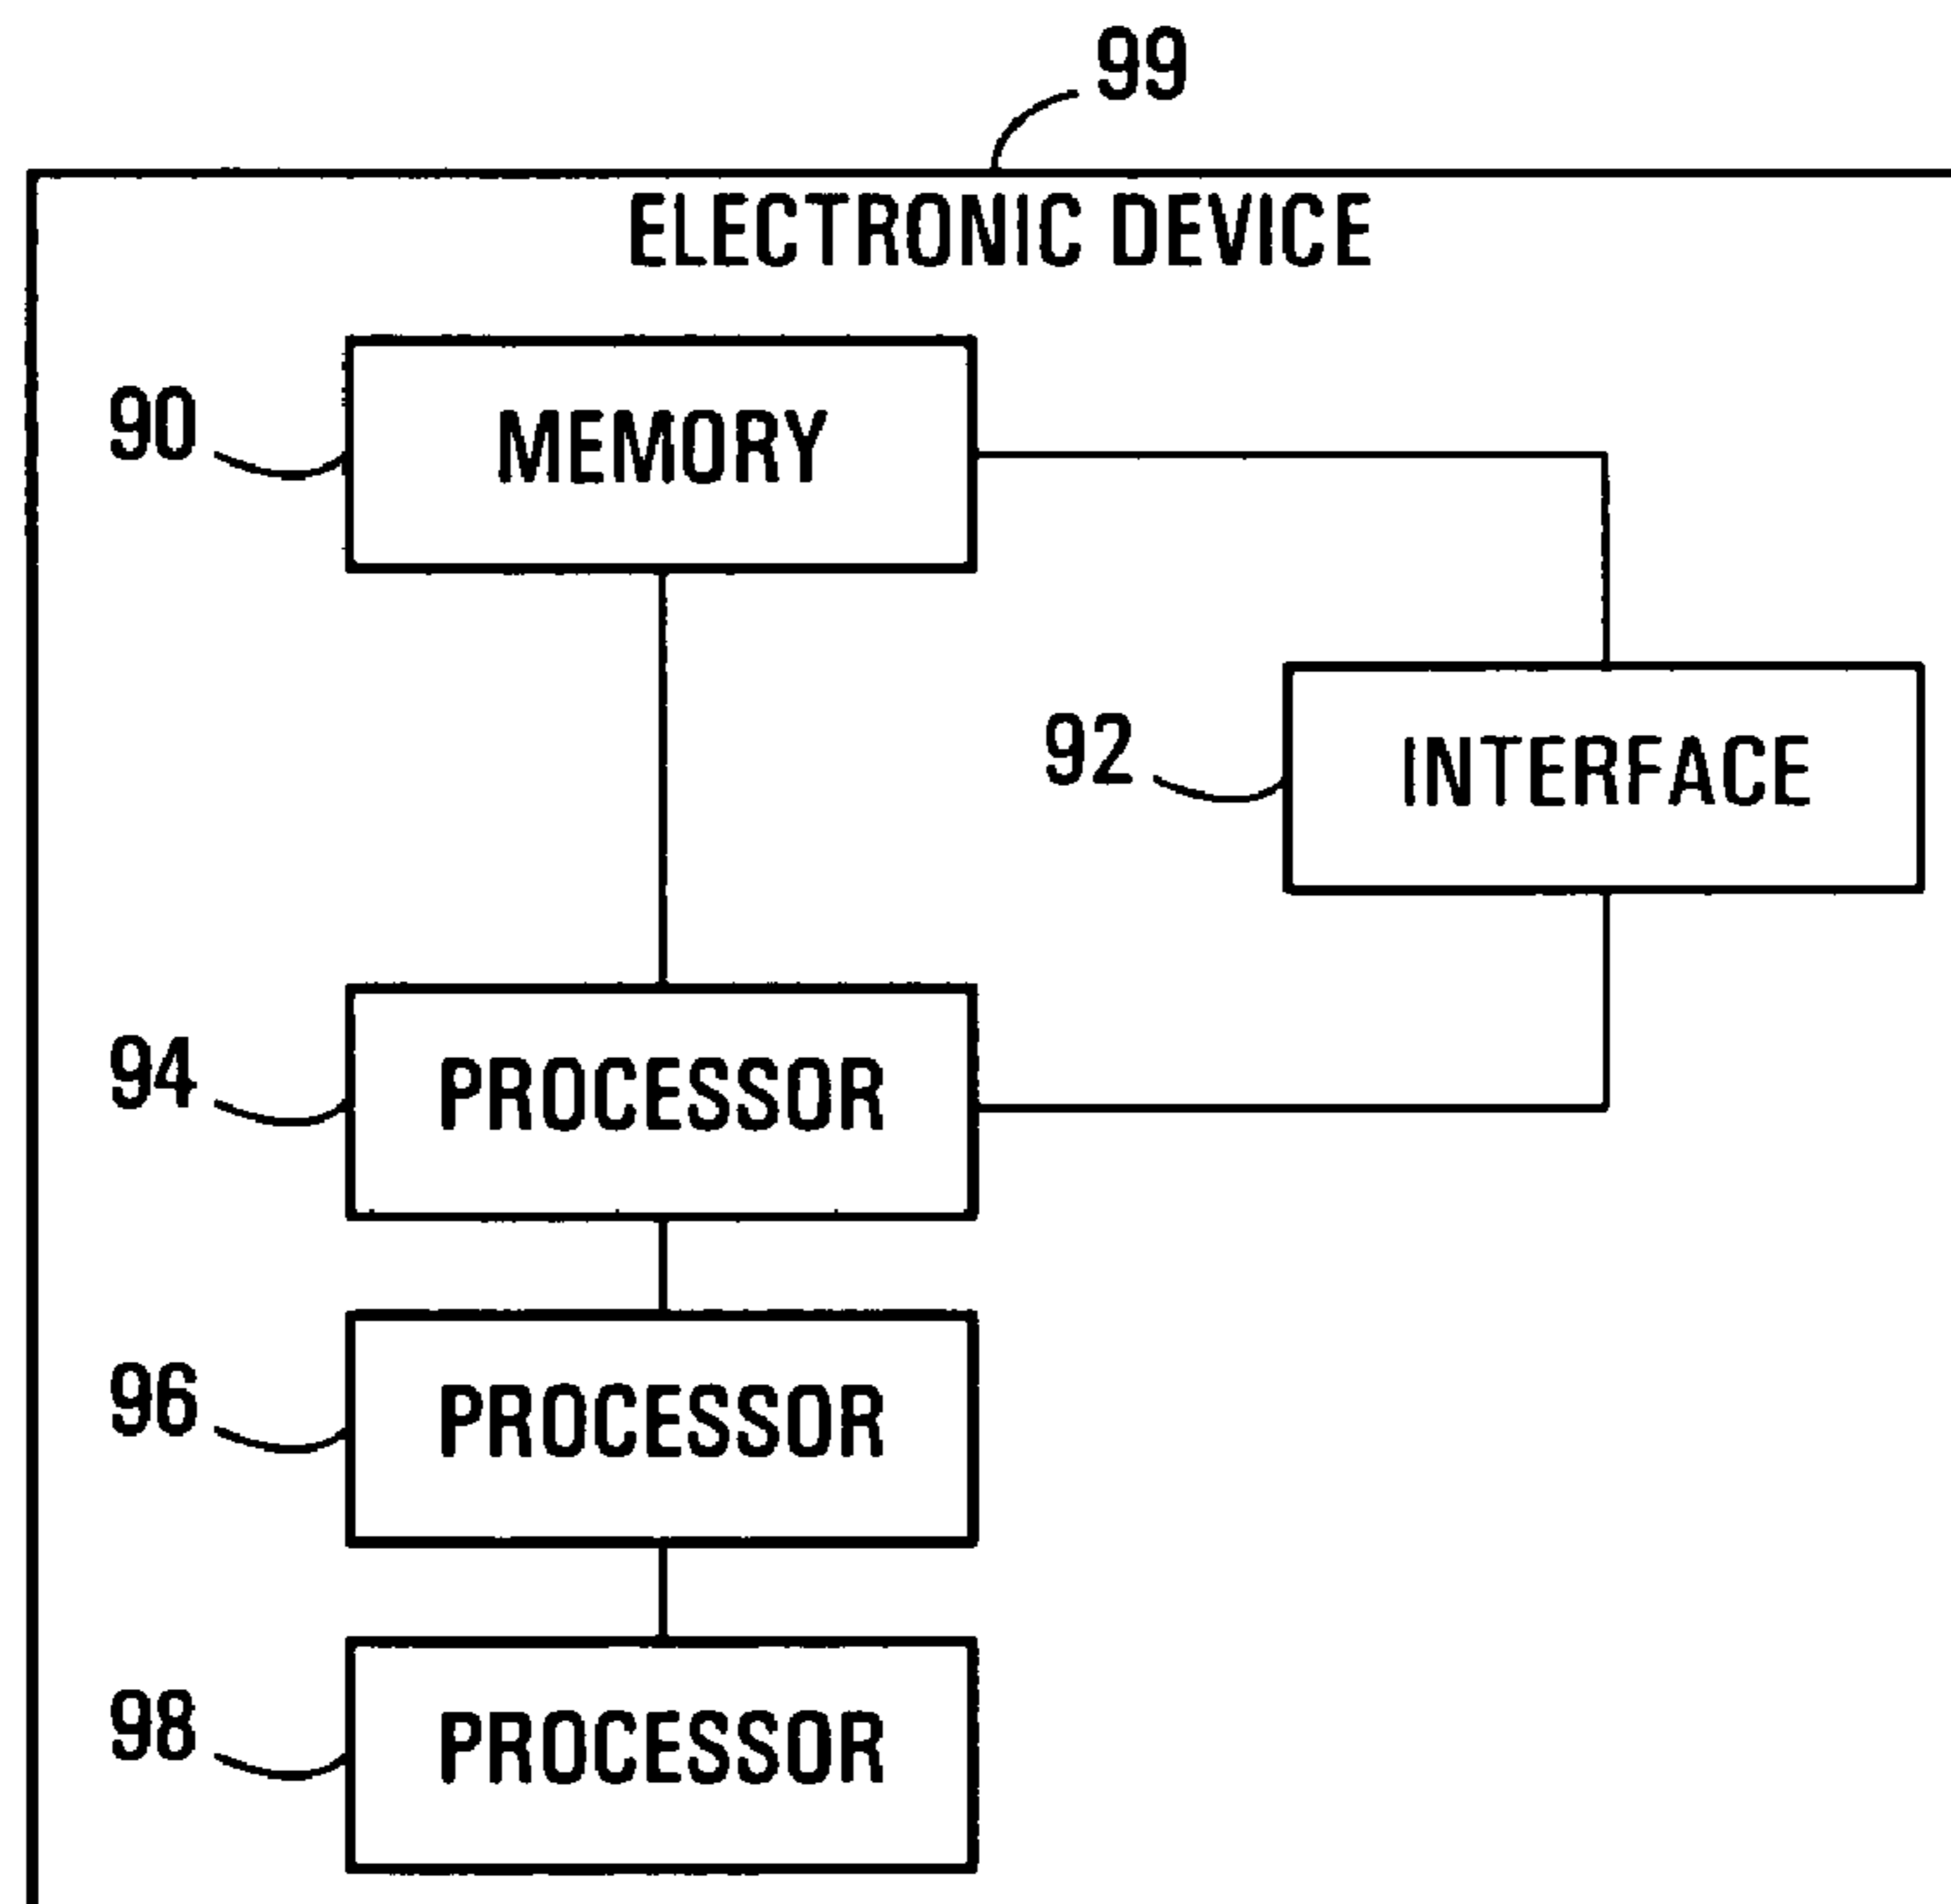 99
ELECTRONIC DEVICE
90
MEMORY
92
INTERFACE
94
PROCESSOR
96
PROCESSOR
98
PROCESSOR